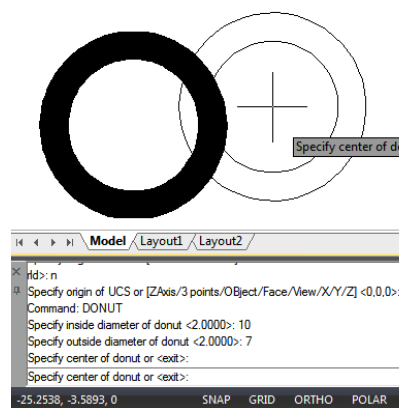 Specify center of
Model Layout1 Layout2
rId>: n
Specify origin of UCS or [ZAxis/3 points/OBject/Face/View/X/Y/Z] <0,0,0>:
Command: DONUT
Specify inside diameter of donut <2.0000>: 10
Specify outside diameter of donut <2.0000>: 7
Specify center of donut or <exit>:
Specify center of donut or <exit>:
-25.2538, -3.5893, 0 SNAP GRID ORTHO POLAR